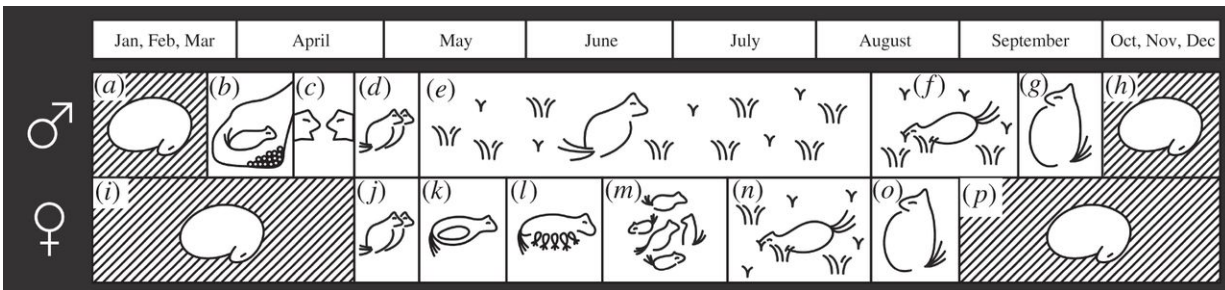 Jan, Feb, Mar April May June July August September Oct, Nov, Dec
♂ (a) (b) (c) (d) (e) (f) (g) (h)
♀ (i) (j) (k) (l) (m) (n) (o) (p)